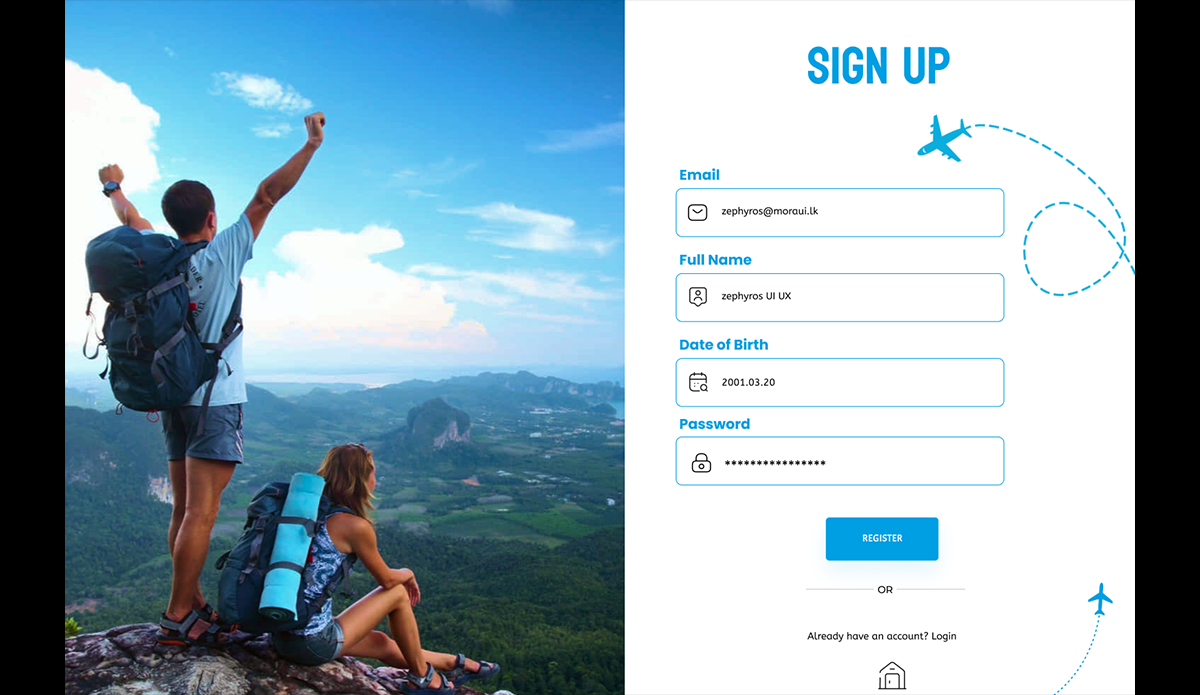 SIGN UP
Email
zephyros@moraui.lk
Full Name
zephyros UI UX
Date of Birth
2001.03.20
Password
****************
REGISTER
OR
Already have an account? Login